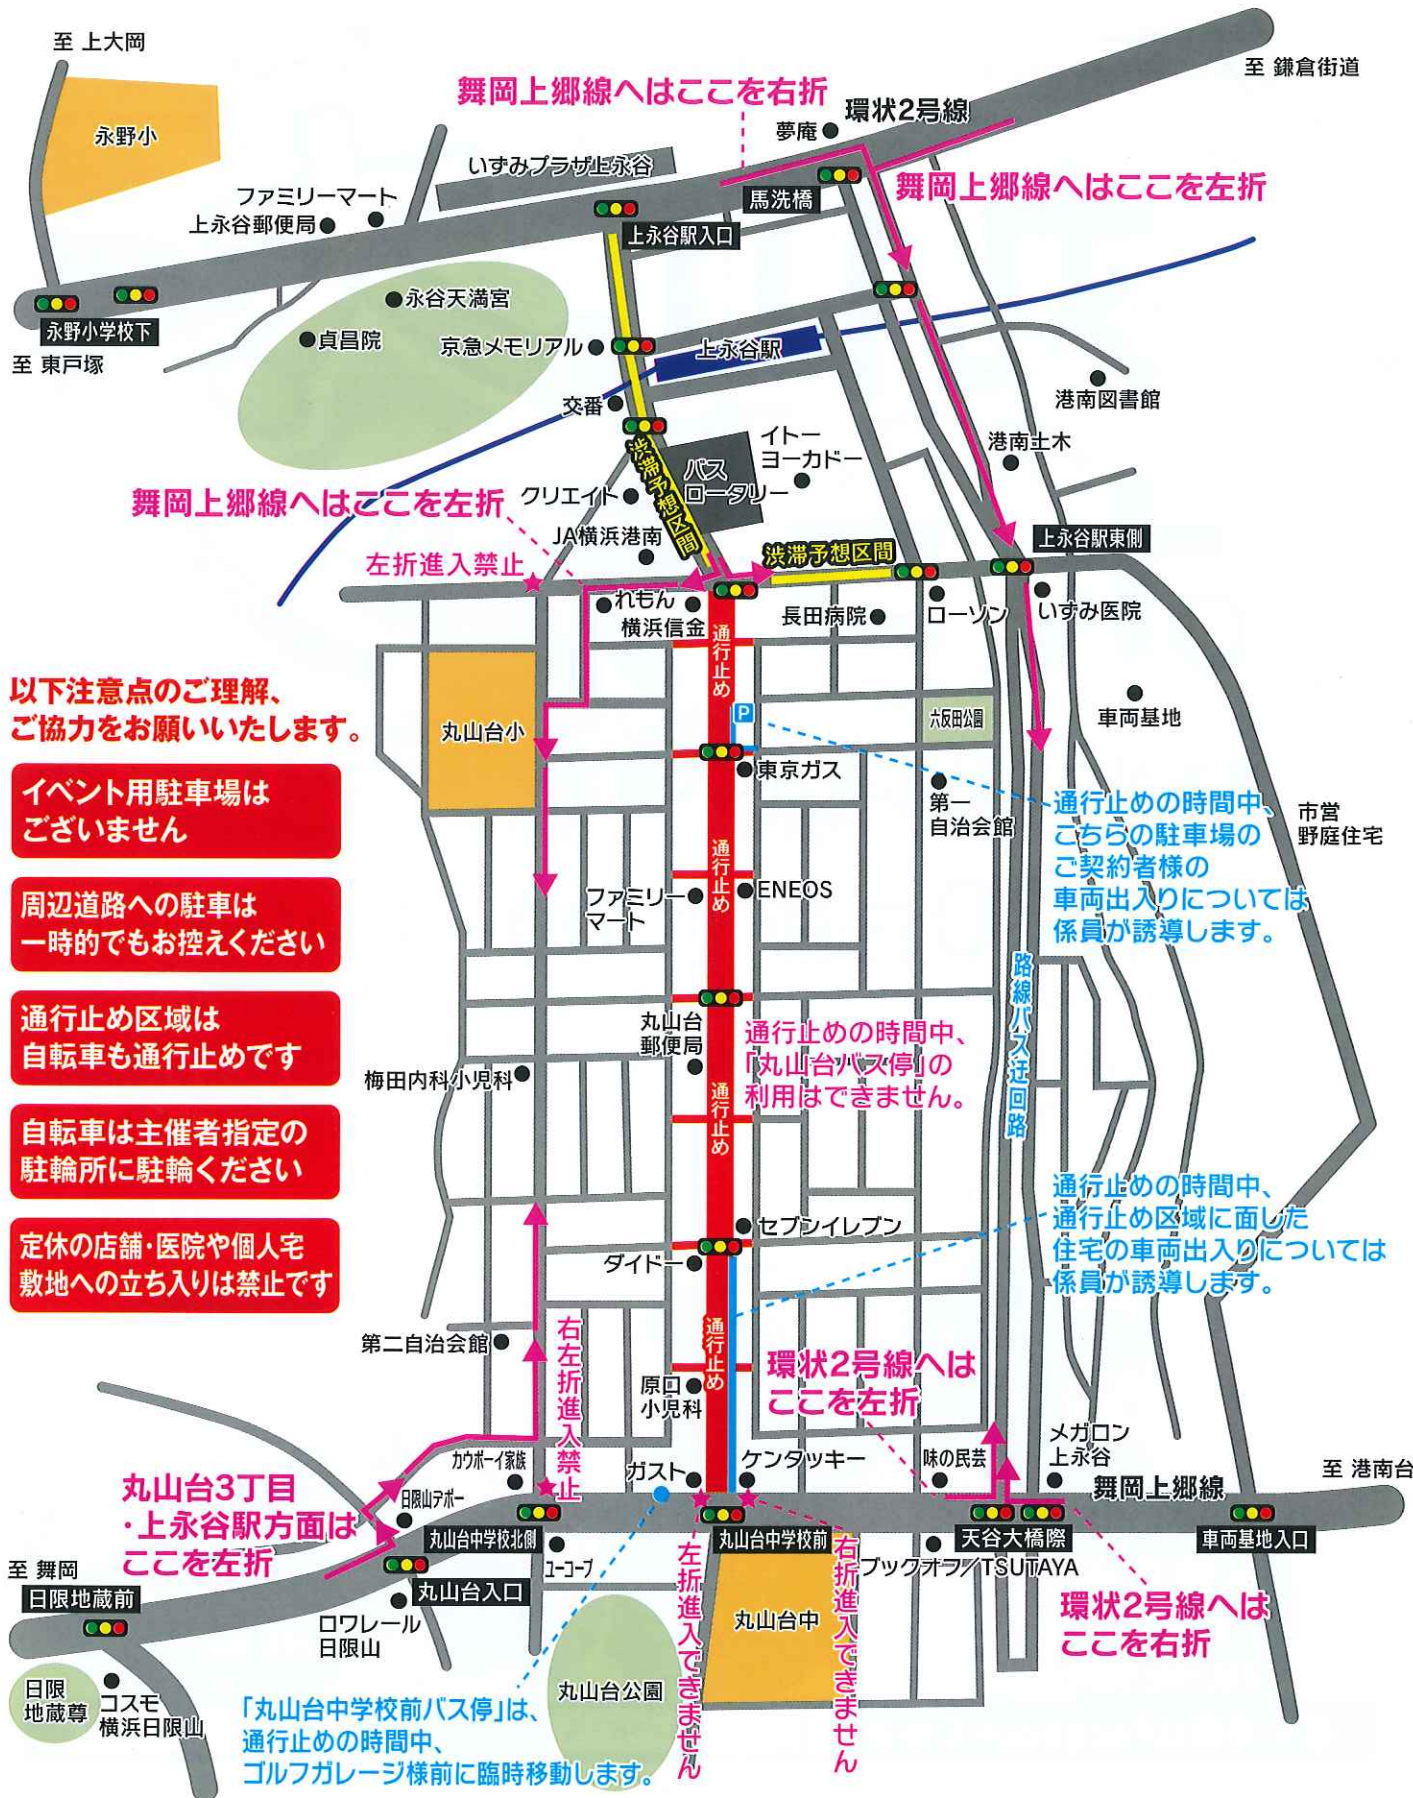 至 上大岡
永野小
舞岡上郷線へはここを右折
環状2号線
至 鎌倉街道
夢庵
いずみプラザ上永谷
馬洗橋
舞岡上郷線へはここを左折
ファミリーマート
上永谷郵便局
上永谷駅入口
永谷天満宮
貞昌院
永野小学校下
至 東戸塚
京急メモリアル
上永谷駅
交番
港南図書館
港南土木
イトー
ヨーカドー
バス
ロータリー
渋滞予想区間
クリエイト
舞岡上郷線へはここを左折
JA横浜港南
左折進入禁止
渋滞予想区間
上永谷駅東側
れもん
横浜信金
長田病院
ローソン
いずみ医院
通行止め
以下注意点のご理解、
ご協力をお願いいたします。
丸山台小
P
六反田公園
車両基地
イベント用駐車場は
ございません
東京ガス
第一
自治会館
通行止めの時間中、
こちらの駐車場の
ご契約者様の
車両出入りについては
係員が誘導します。
市営
野庭住宅
周辺道路への駐車は
一時的でもお控えください
通行止め
ファミリー
マート
ENEOS
通行止め区域は
自転車も通行止めです
路線バス迂回路
丸山台
郵便局
通行止めの時間中、
「丸山台バス停」の
利用はできません。
梅田内科小児科
通行止め
自転車は主催者指定の
駐輪所に駐輪ください
通行止めの時間中、
通行止め区域に面した
住宅の車両出入りについては
係員が誘導します。
定休の店舗・医院や個人宅
敷地への立ち入りは禁止です
セブンイレブン
ダイドー
第二自治会館
右左折進入禁止
通行止め
原口
小児科
環状2号線へは
ここを左折
カウボーイ家族
ガスト
ケンタッキー
味の民芸
メガロン
上永谷
至 港南台
舞岡上郷線
丸山台3丁目
・上永谷駅方面は
ここを左折
日限山テポー
丸山台中学校北側
ユーコープ
丸山台中学校前
天谷大橋際
車両基地入口
ブックオフ/TSUTAYA
至 舞岡
日限地蔵前
丸山台入口
ロワレール
日限山
左折進入できません
右折進入できません
丸山台中
環状2号線へは
ここを右折
日限
地蔵尊
コスモ
横浜日限山
丸山台公園
「丸山台中学校前バス停」は、
通行止めの時間中、
ゴルフガレージ様前に臨時移動します。